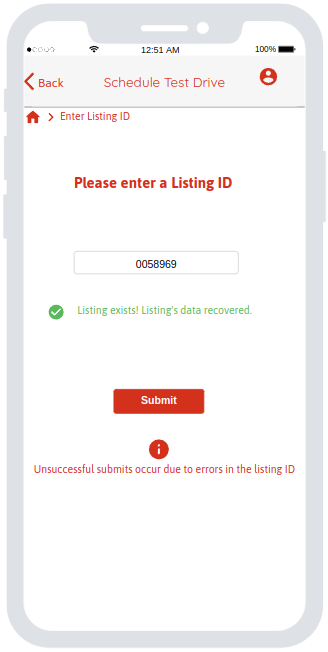 12:51 AM
100%
Back
Schedule Test Drive
Enter Listing ID
Please enter a Listing ID
0058969
Listing exists! Listing's data recovered.
Submit
Unsuccessful submits occur due to errors in the listing ID